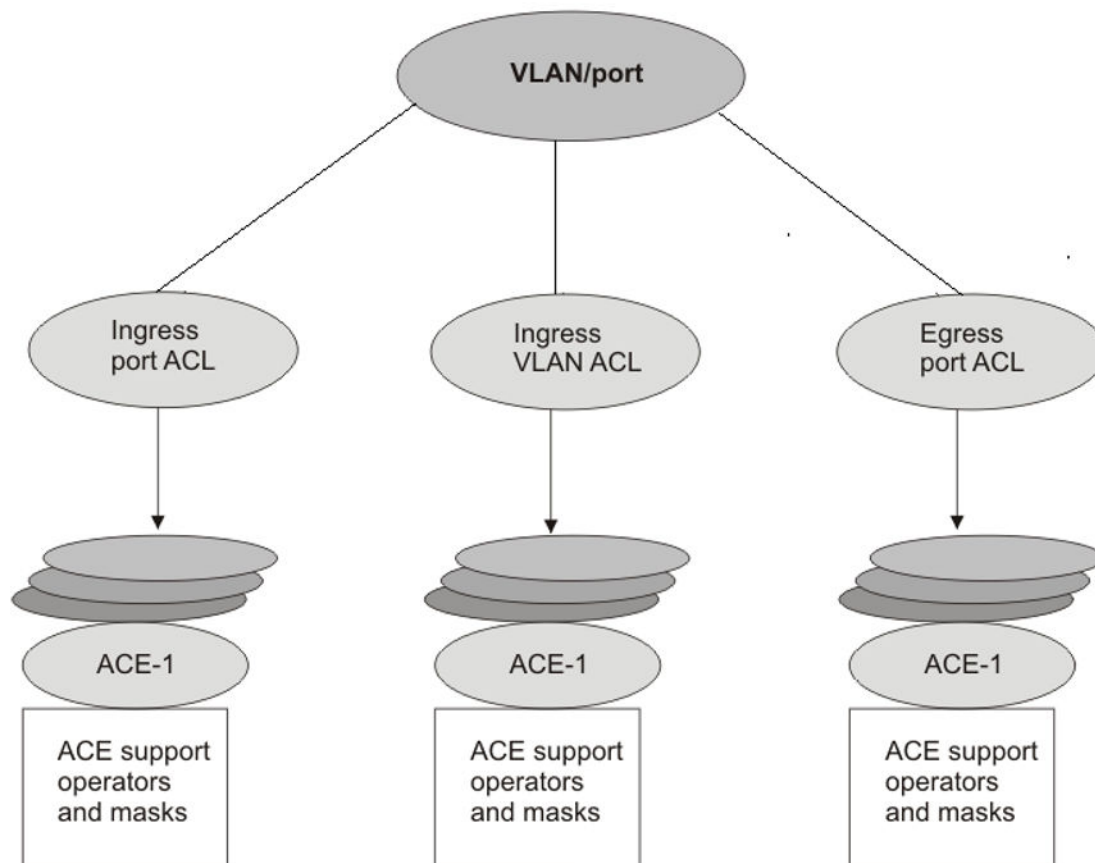 VLAN/port
Ingress
port ACL
Ingress
VLAN ACL
Egress
port ACL
ACE-1
ACE-1
ACE-1
ACE support
operators
and masks
ACE support
operators
and masks
ACE support
operators
and masks